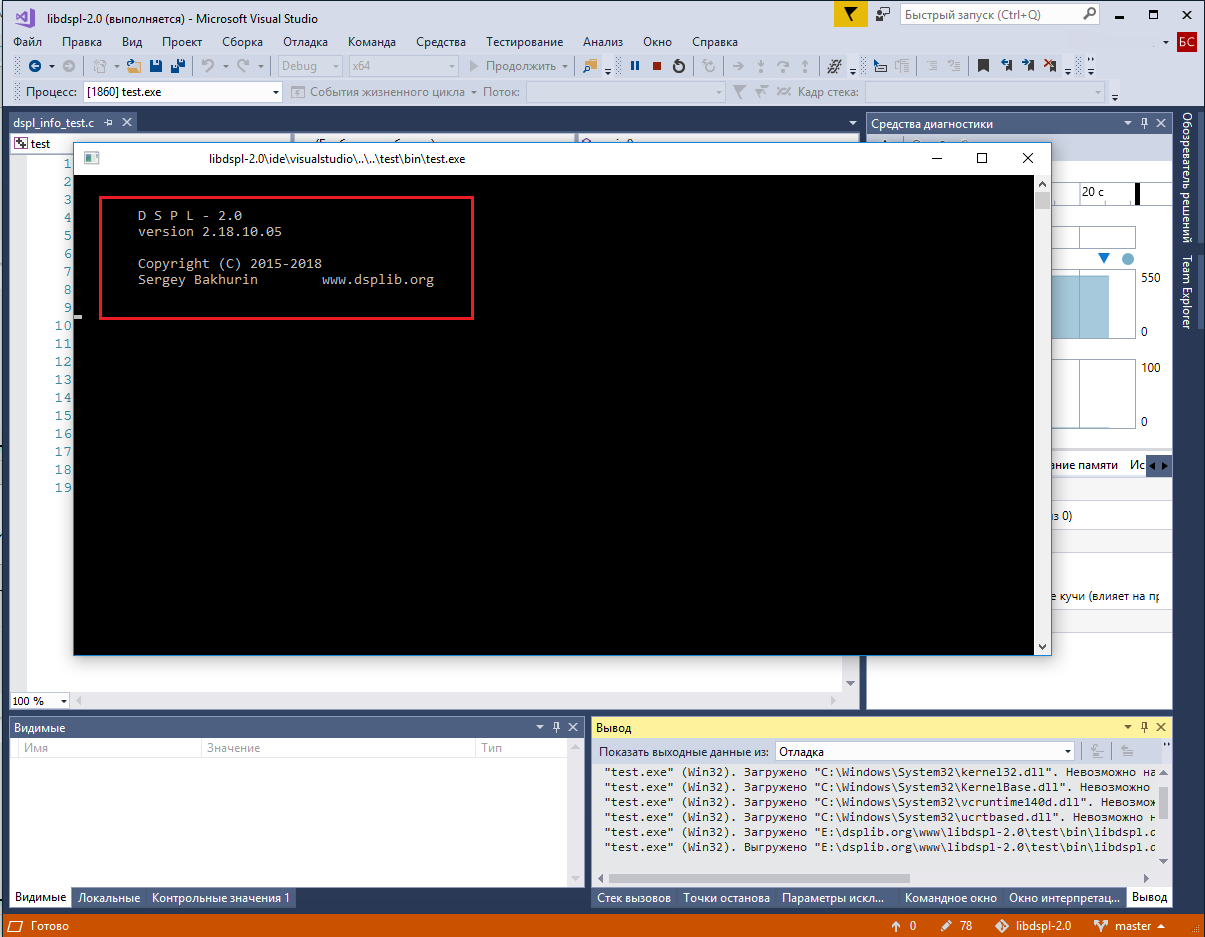 libdspl-2.0 (выполняется) - Microsoft Visual Studio
Быстрый запуск (Ctrl+Q)
Файл Правка Вид Проект Сборка Отладка Команда Средства Тестирование Анализ Окно Справка
БС
Debug x64 Продолжить
Процесс: [1860] test.exe События жизненного цикла Поток: Кадр стека:
dspl_info_test.c
test
1
2
3
4
5
6
7
8
9
10
11
12
13
14
15
16
17
18
19
libdspl-2.0\ide\visualstudio\..\..\test\bin\test.exe
D S P L - 2.0
version 2.18.10.05
Copyright (C) 2015-2018
Sergey Bakhurin www.dsplib.org
Средства диагностики
20 с
550
0
100
0
ание памяти Ис
из 0)
е кучи (влияет на пр
Обозреватель решений
Team Explorer
100 %
Видимые
Имя Значение Тип
Видимые Локальные Контрольные значения 1
Вывод
Показать выходные данные из: Отладка
"test.exe" (Win32). Загружено "C:\Windows\System32\kernel32.dll". Невозможно на
"test.exe" (Win32). Загружено "C:\Windows\System32\KernelBase.dll". Невозможно
"test.exe" (Win32). Загружено "C:\Windows\System32\vcruntime140d.dll". Невозмож
"test.exe" (Win32). Загружено "C:\Windows\System32\ucrtbased.dll". Невозможно н
"test.exe" (Win32). Загружено "E:\dsplib.org\www\libdspl-2.0\test\bin\libdspl.d
"test.exe" (Win32). Выгружено "E:\dsplib.org\www\libdspl-2.0\test\bin\libdspl.d
Стек вызовов Точки останова Параметры искл... Командное окно Окно интерпретац... Вывод
Готово
0 78 libdspl-2.0 master